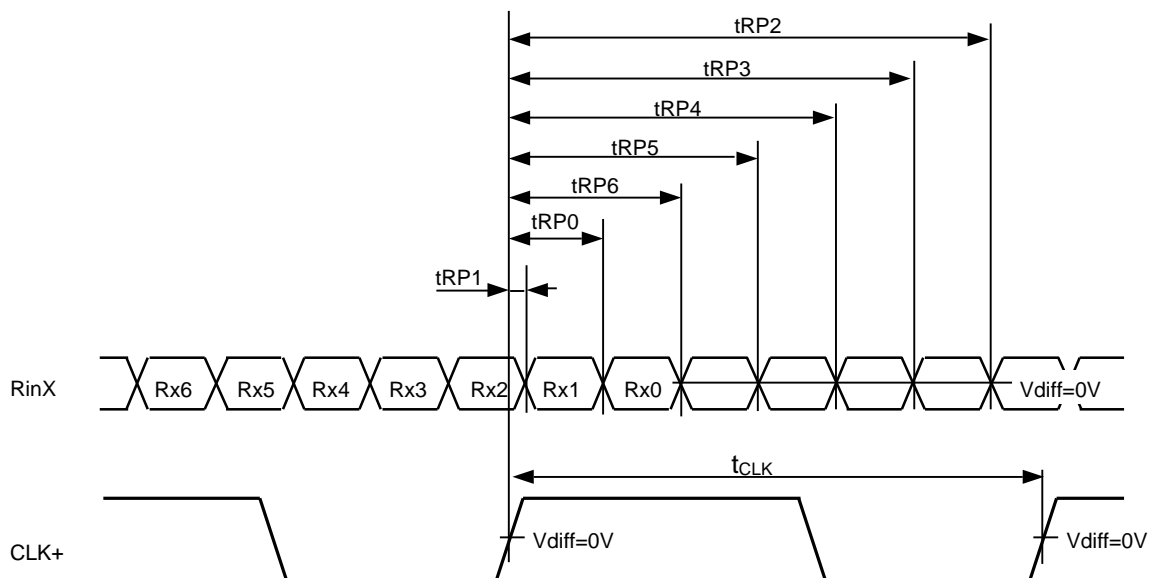 tRP2
tRP3
tRP4
tRP5
tRP6
tRP0
tRP1
RinX Rx6 Rx5 Rx4 Rx3 Rx2 Rx1 Rx0 Vdiff=0V
tCLK
CLK+ Vdiff=0V Vdiff=0V